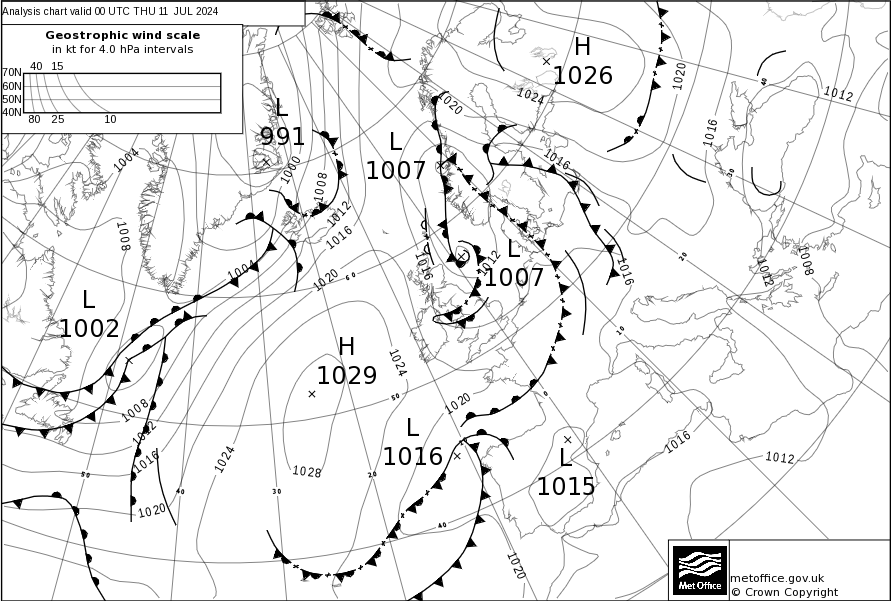 Analysis chart valid 00 UTC THU 11 JUL 2024
Geostrophic wind scale
in kt for 4.0 hPa intervals
40 15
70N
60N
50N
40N
80 25 10
H
1026
L
991
L
1007
L
1007
L
1002
H
1029
L
1016
L
1015
1020
1024
1020
1012
1016
1016
1004
1000
1008
1012
1016
1008
1004
1020
1016
1012
1016
1012
1008
1024
1020
1008
1012
1016
1020
1024
1028
1016
1012
1020
40
30
20
10
0
60
50
50
40
30
20
40
Met Office
metoffice.gov.uk
© Crown Copyright